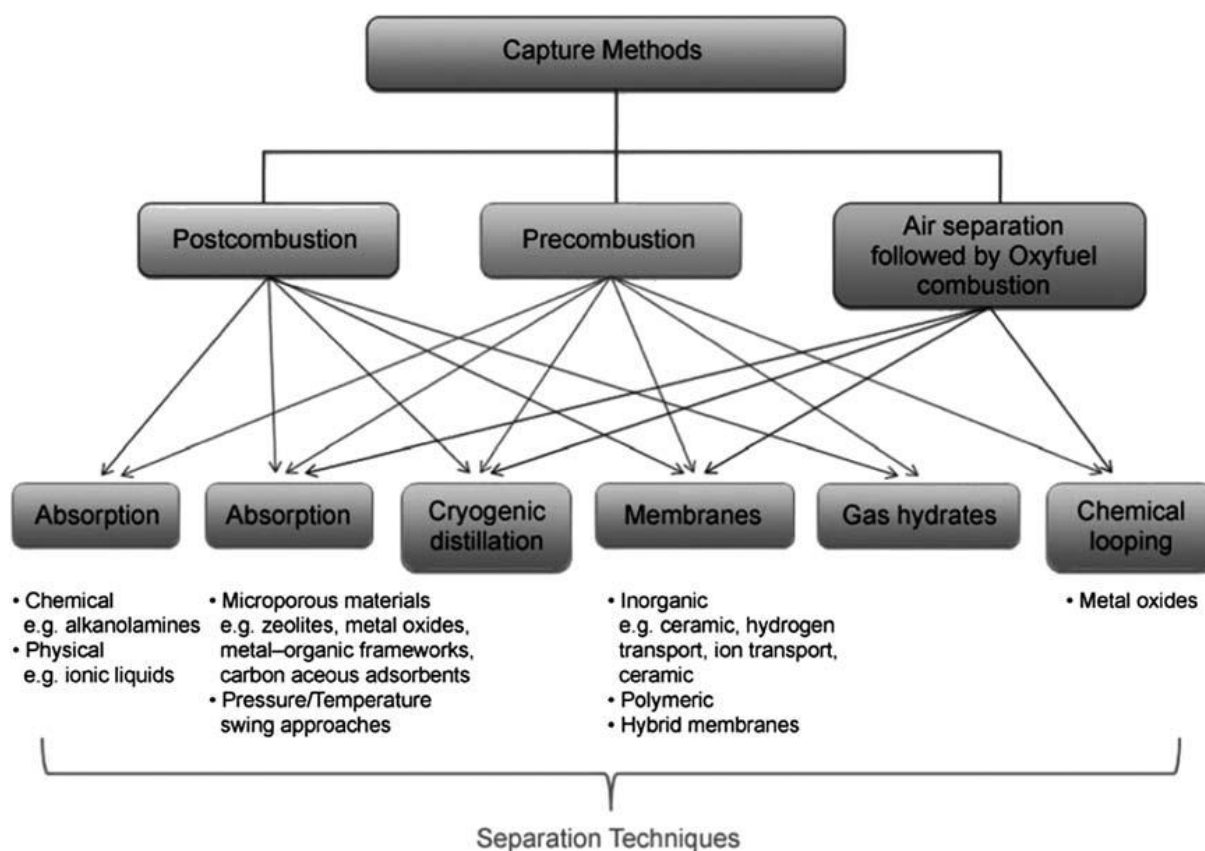 Capture Methods
Postcombustion
Precombustion
Air separation
followed by Oxyfuel
combustion
Absorption
Absorption
Cryogenic
distillation
Membranes
Gas hydrates
Chemical
looping
• Chemical
e.g. alkanolamines
• Physical
e.g. ionic liquids
• Microporous materials
e.g. zeolites, metal oxides,
metal–organic frameworks,
carbon aceous adsorbents
• Pressure/Temperature
swing approaches
• Inorganic
e.g. ceramic, hydrogen
transport, ion transport,
ceramic
• Polymeric
• Hybrid membranes
• Metal oxides
Separation Techniques